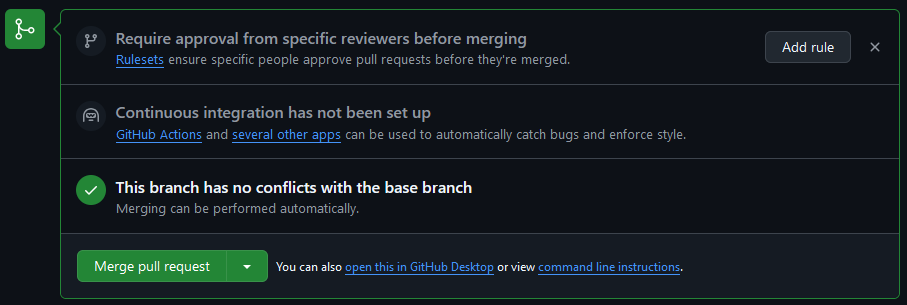 Require approval from specific reviewers before merging
Rulesets ensure specific people approve pull requests before they're merged.
Add rule
Continuous integration has not been set up
GitHub Actions and several other apps can be used to automatically catch bugs and enforce style.
This branch has no conflicts with the base branch
Merging can be performed automatically.
Merge pull request
You can also open this in GitHub Desktop or view command line instructions.